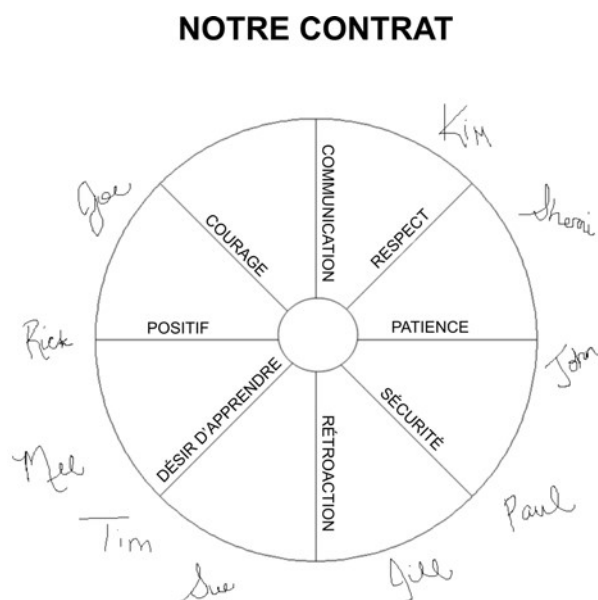 NOTRE CONTRAT
Kim
COMMUNICATION
Joe
COURAGE
RESPECT
Sherri
POSITIF
PATIENCE
Rick
John
DÉSIR D'APPRENDRE
SÉCURITÉ
RÉTROACTION
Mel
Paul
Tim
Sue
Jill